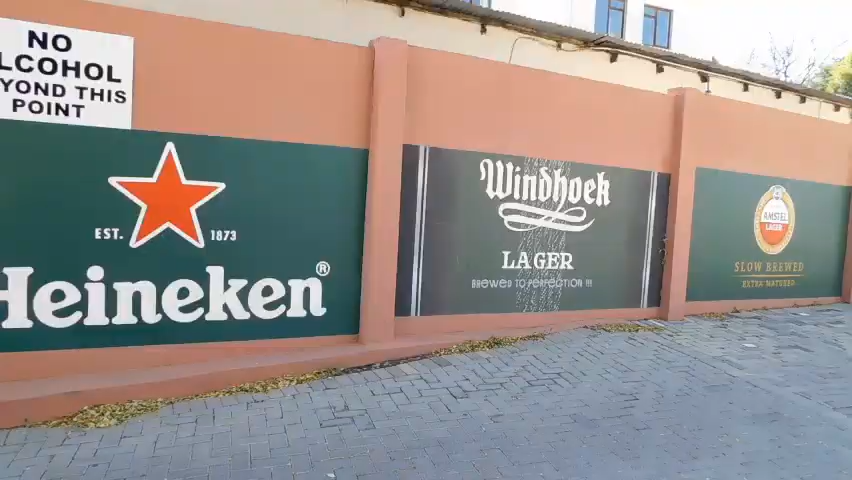 NO
LCOHOL
YOND THIS
POINT
EST. 1873
Heineken®
Windhoek
LAGER
BREWED TO PERFECTION !!!
AMSTEL
LAGER
SLOW BREWED
EXTRA MATURED